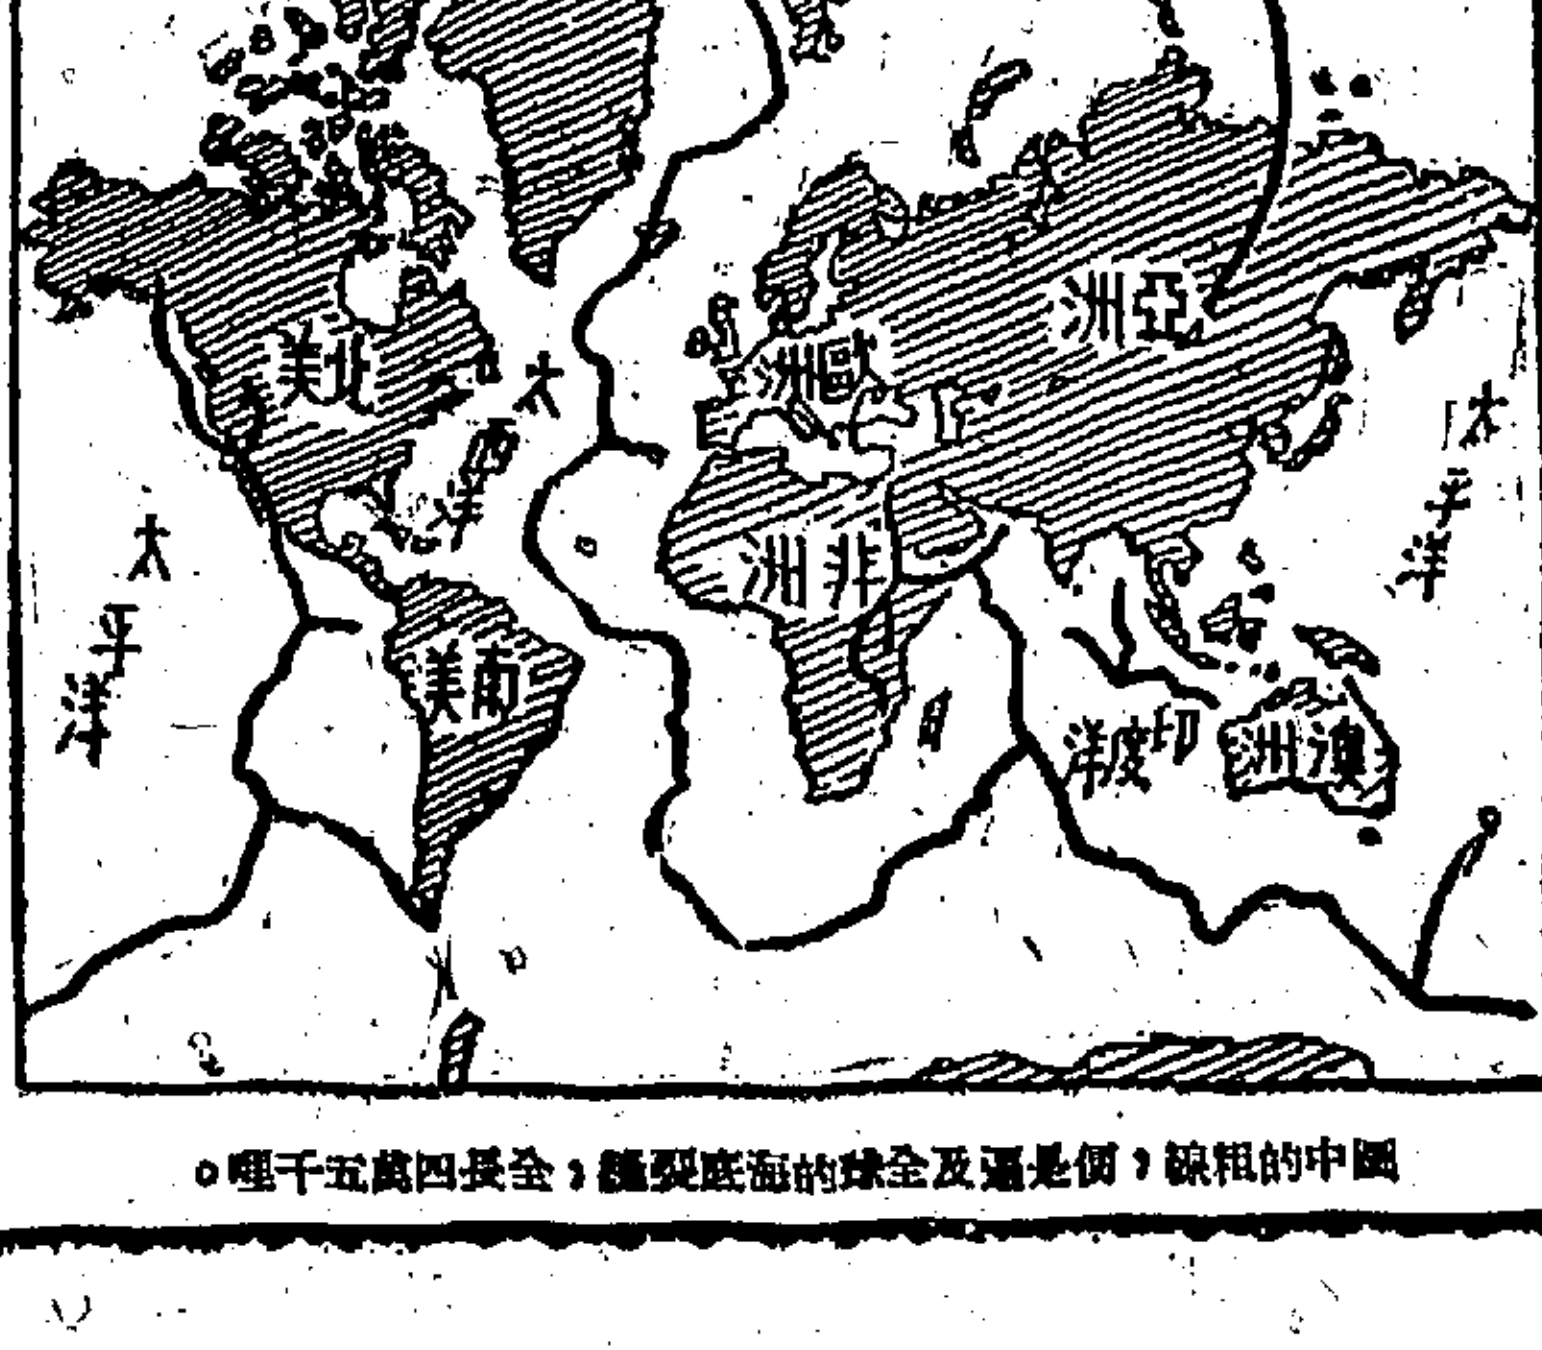 亞洲
北美
歐洲
大西洋
太平洋
太平洋
非洲
南美
印度洋
澳洲
圖中的粗線，便是遍及全球的海底裂縫；全長四萬五千哩。